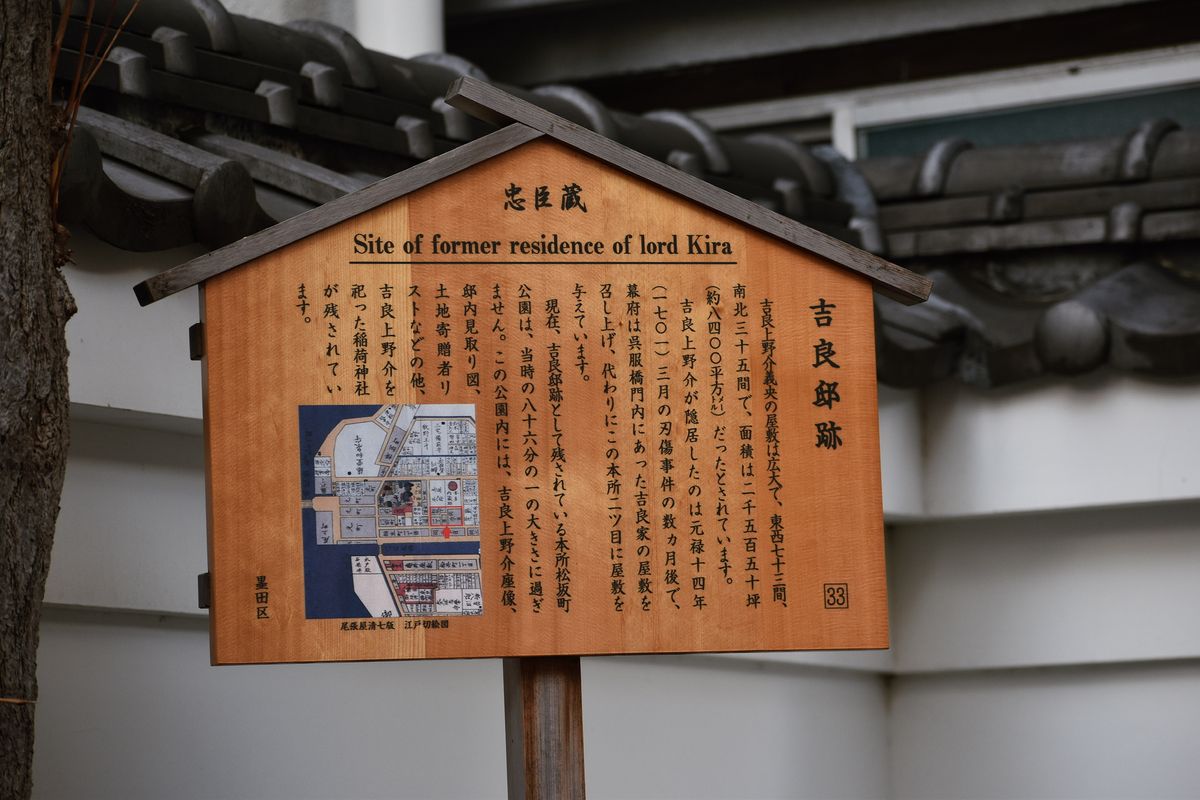 忠臣蔵
Site of former residence of lord Kira
吉良邸跡
33
吉良上野介義央の屋敷は広大で、東西七十三間、
南北三十五間で、面積は二千五百五十坪
(約八四〇〇平方㍍)だったとされています。
吉良上野介が隠居したのは元禄十四年
(一七〇一)三月の刃傷事件の数ヵ月後で、
幕府は呉服橋門内にあった吉良家の屋敷を
召し上げ、代わりにこの本所二ツ目に屋敷を
与えています。
現在、吉良邸跡として残されている本所松坂町
公園は、当時の八十六分の一の大きさに過ぎ
ません。この公園内には、吉良上野介座像、
邸内見取り図、
土地寄贈者リ
ストなどの他、
吉良上野介を
祀った稲荷神社
が残されてい
ます。
尾張屋清七版 江戸切絵図
墨田区